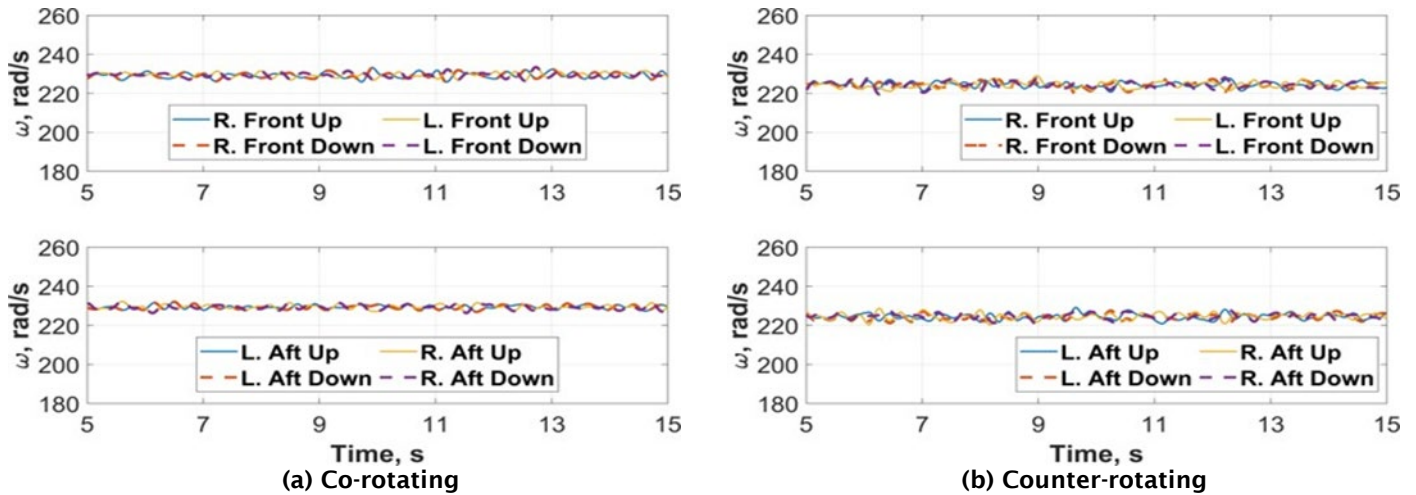 260
240
220
200
180
ω, rad/s
R. Front Up L. Front Up
R. Front Down L. Front Down
5 7 9 11 13 15
260
240
220
200
180
ω, rad/s
L. Aft Up R. Aft Up
L. Aft Down R. Aft Down
5 7 9 11 13 15
Time, s
(a) Co-rotating
260
240
220
200
180
ω, rad/s
R. Front Up L. Front Up
R. Front Down L. Front Down
5 7 9 11 13 15
260
240
220
200
180
ω, rad/s
L. Aft Up R. Aft Up
L. Aft Down R. Aft Down
5 7 9 11 13 15
Time, s
(b) Counter-rotating